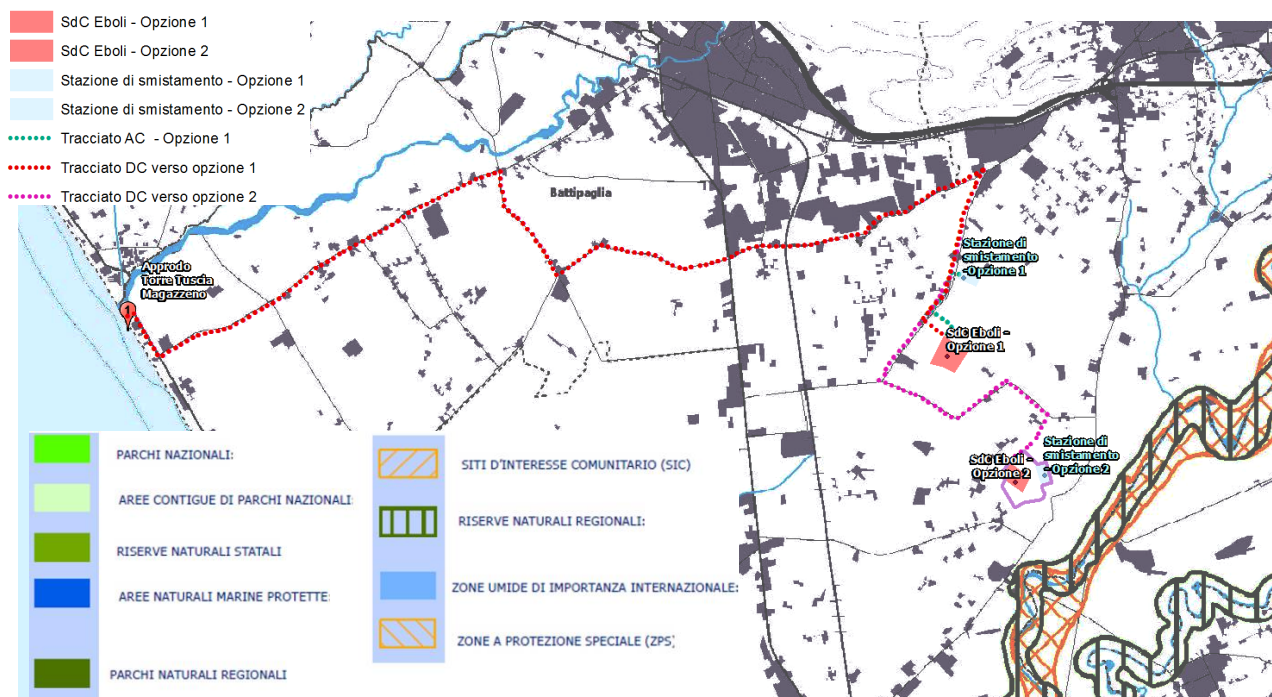 SdC Eboli - Opzione 1
SdC Eboli - Opzione 2
Stazione di smistamento - Opzione 1
Stazione di smistamento - Opzione 2
Tracciato AC - Opzione 1
Tracciato DC verso opzione 1
Tracciato DC verso opzione 2
Battipaglia
Approdo
Torre Tuscia
Magazzeno
1
Stazione di
smistamento
-Opzione 1
SdC Eboli -
Opzione 1
Stazione di
smistamento
-Opzione 2
SdC Eboli -
Opzione 2
PARCHI NAZIONALI:
AREE CONTIGUE DI PARCHI NAZIONALI:
RISERVE NATURALI STATALI
AREE NATURALI MARINE PROTETTE:
PARCHI NATURALI REGIONALI
SITI D'INTERESSE COMUNITARIO (SIC)
RISERVE NATURALI REGIONALI:
ZONE UMIDE DI IMPORTANZA INTERNAZIONALE:
ZONE A PROTEZIONE SPECIALE (ZPS)